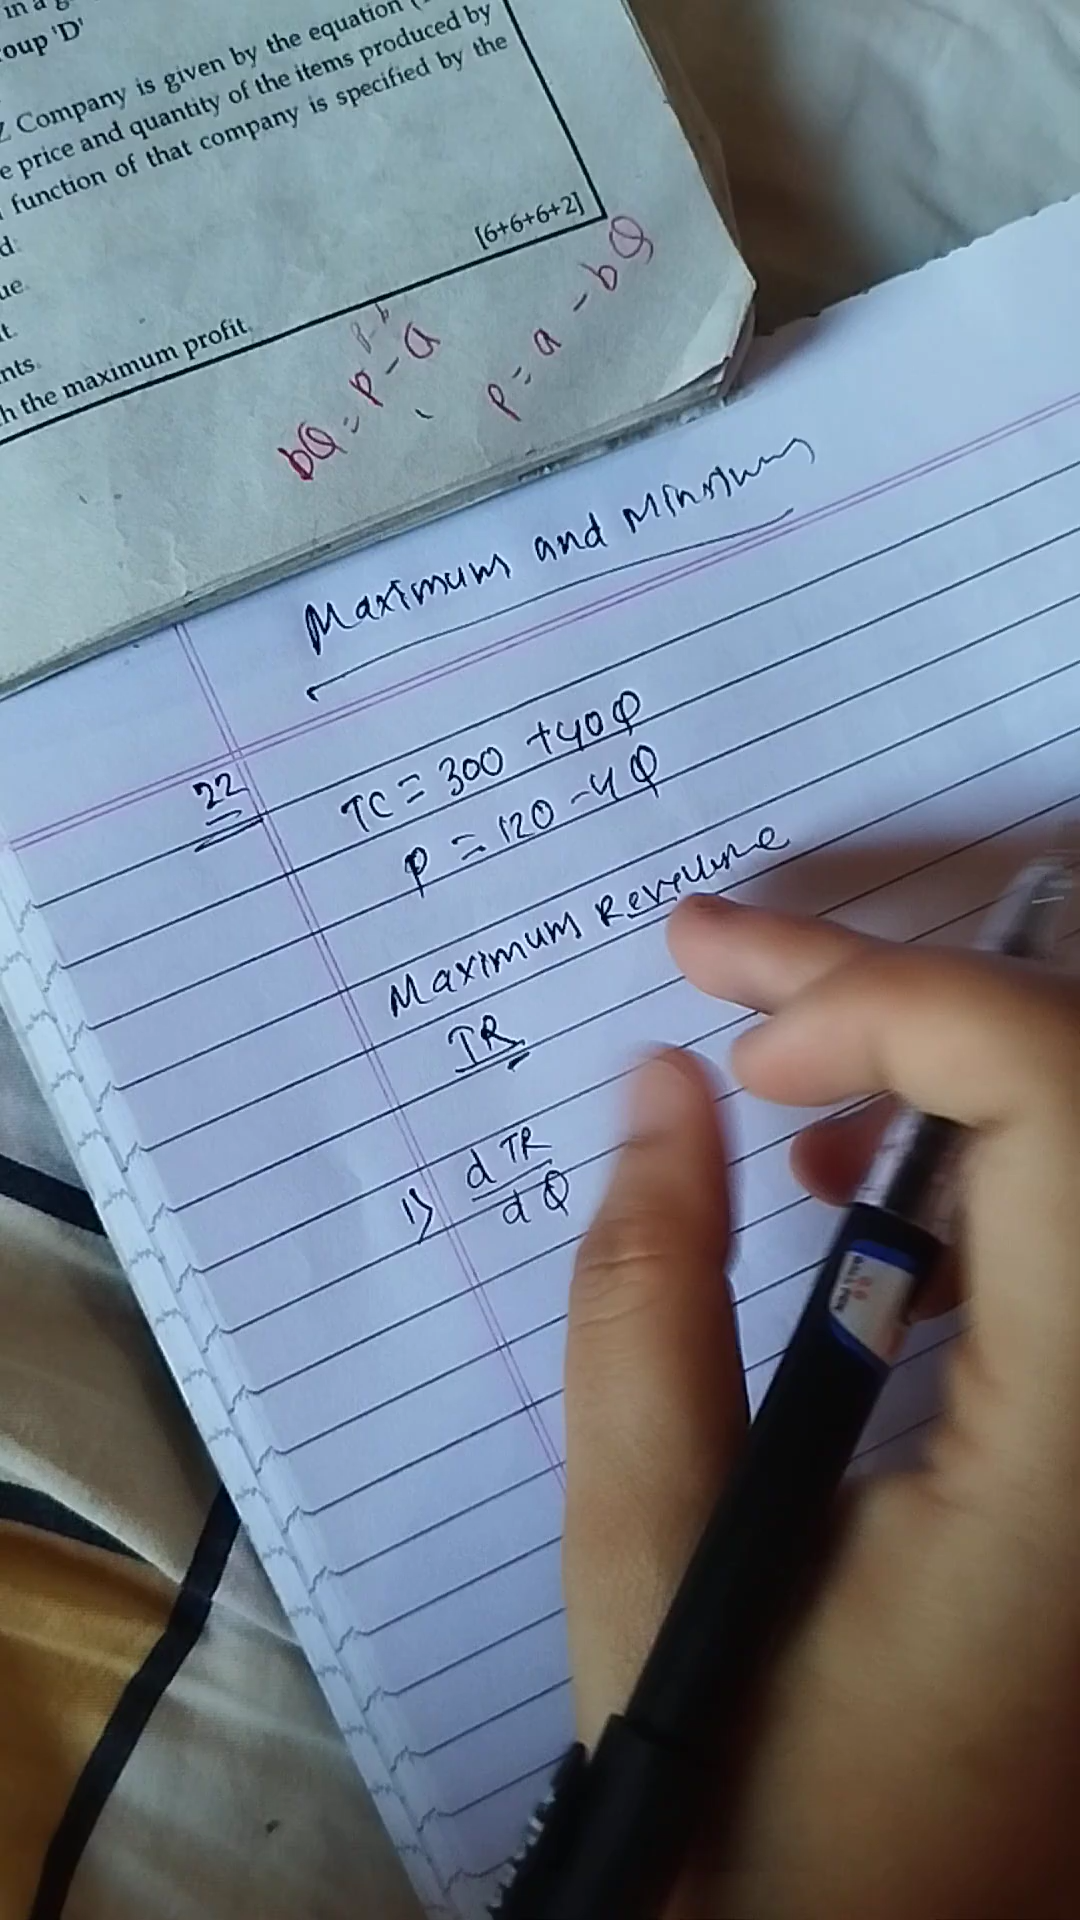 in a
oup 'D'
Z Company is given by the equation (
e price and quantity of the items produced by
function of that company is specified by the
d:
ue.
t.
nts.
[6+6+6+2]
h the maximum profit.
bQ = p - a
p = a - bQ
Maximum and Minimum
22
TC = 300 + 40Q
P = 120 - 4Q
Maximum Revenue
TR
1) dTR
dQ